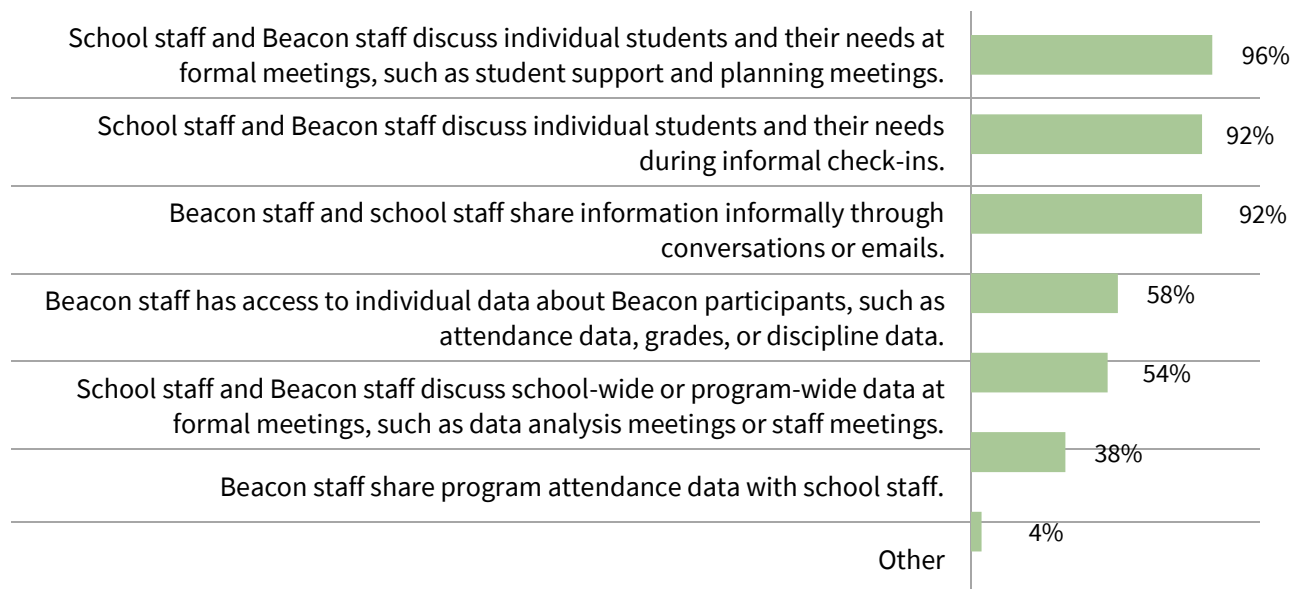 School staff and Beacon staff discuss individual students and their needs at
formal meetings, such as student support and planning meetings.
96%
School staff and Beacon staff discuss individual students and their needs
during informal check-ins.
92%
Beacon staff and school staff share information informally through
conversations or emails.
92%
Beacon staff has access to individual data about Beacon participants, such as
attendance data, grades, or discipline data.
58%
School staff and Beacon staff discuss school-wide or program-wide data at
formal meetings, such as data analysis meetings or staff meetings.
54%
Beacon staff share program attendance data with school staff.
38%
Other
4%